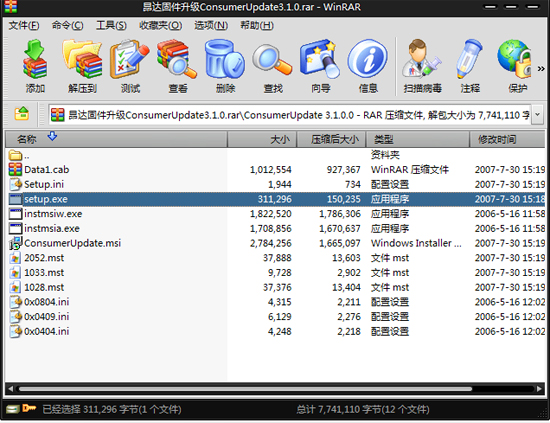 昂达固件升级ConsumerUpdate3.1.0.rar - WinRAR
文件(F) 命令(C) 工具(S) 收藏夹(O) 选项(N) 帮助(H)
添加 解压到 测试 查看 删除 查找 向导 信息 扫描病毒 注释 保护
昂达固件升级ConsumerUpdate3.1.0.rar\ConsumerUpdate 3.1.0.0 - RAR 压缩文件, 解包大小为 7,741,110 字
名称 大小 压缩后大小 类型 修改时间
.. 资料夹
Data1.cab 1,012,554 927,367 WinRAR 压缩文件 2007-7-30 15:19
Setup.ini 1,944 734 配置设置 2007-7-30 15:19
setup.exe 311,296 150,235 应用程序 2007-7-30 15:18
instmsiw.exe 1,822,520 1,786,306 应用程序 2006-5-16 11:58
instmsia.exe 1,708,856 1,670,637 应用程序 2006-5-16 11:58
ConsumerUpdate.msi 2,784,256 1,665,097 Windows Installer ... 2007-7-30 15:19
2052.mst 37,888 13,603 文件 mst 2007-7-30 15:19
1033.mst 9,728 2,902 文件 mst 2007-7-30 15:19
1028.mst 37,376 13,404 文件 mst 2007-7-30 15:19
0x0804.ini 4,315 2,211 配置设置 2006-5-16 12:02
0x0409.ini 6,129 2,276 配置设置 2006-5-16 12:02
0x0404.ini 4,248 2,218 配置设置 2006-5-16 12:02
已经选择 311,296 字节(1 个文件) 总计 7,741,110 字节(12 个文件)